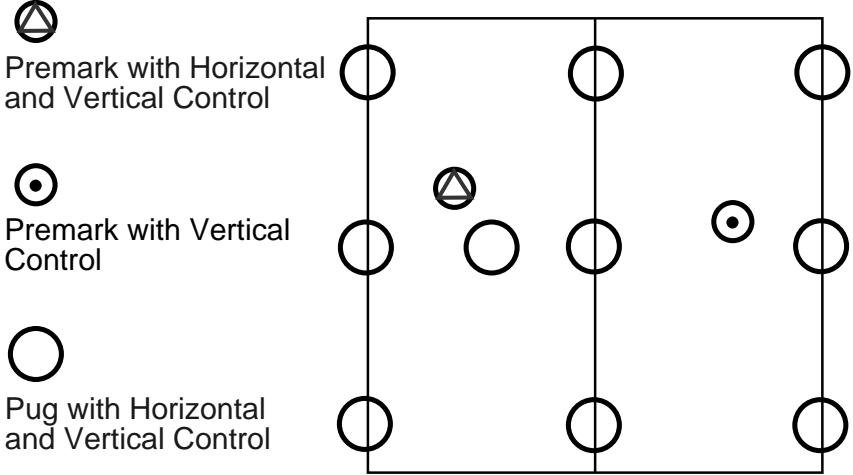 Premark with Horizontal
and Vertical Control
Premark with Vertical
Control
Pug with Horizontal
and Vertical Control